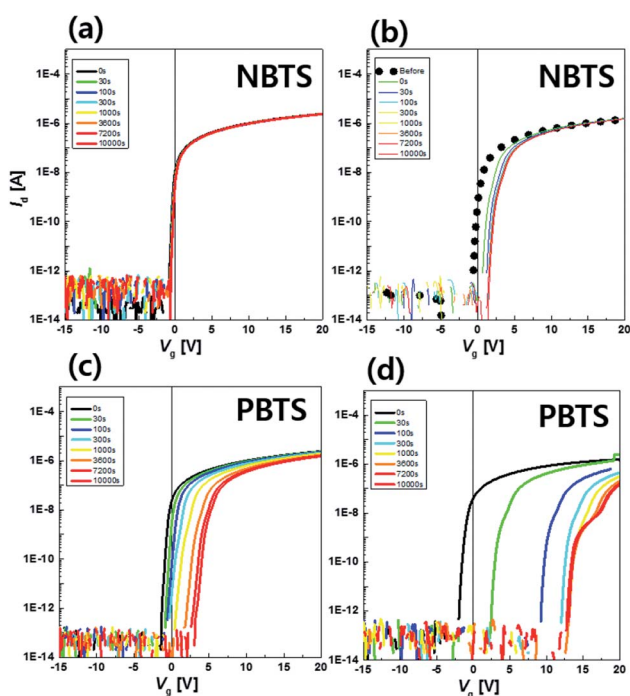 (a)
NBTS
0s
30s
100s
300s
1000s
3600s
7200s
10000s
1E-4
1E-6
1E-8
1E-10
1E-12
1E-14
Id [A]
-15 -10 -5 0 5 10 15 20
Vg [V]
(b)
NBTS
Before
0s
30s
100s
300s
1000s
3600s
7200s
10000s
1E-4
1E-6
1E-8
1E-10
1E-12
1E-14
-15 -10 -5 0 5 10 15 20
Vg [V]
(c)
PBTS
0s
30s
100s
300s
1000s
3600s
7200s
10000s
1E-4
1E-6
1E-8
1E-10
1E-12
1E-14
-15 -10 -5 0 5 10 15 20
Vg [V]
(d)
PBTS
0s
30s
100s
300s
1000s
3600s
7200s
10000s
1E-4
1E-6
1E-8
1E-10
1E-12
1E-14
-15 -10 -5 0 5 10 15 20
Vg [V]